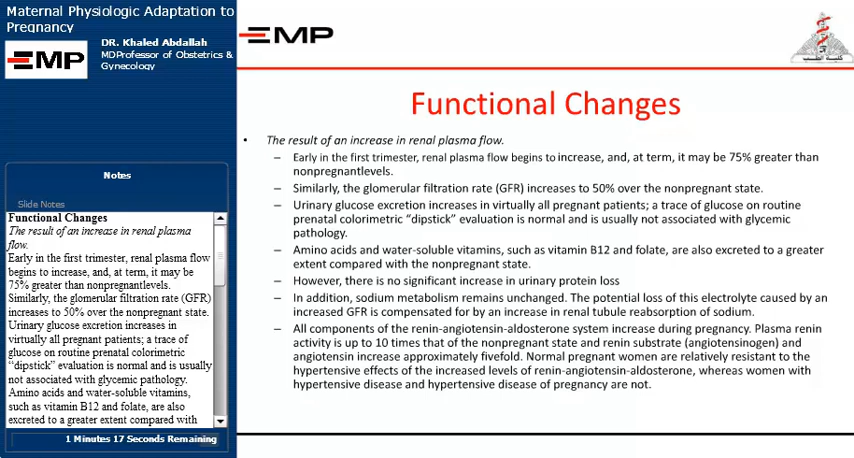 Maternal Physiologic Adaptation to
Pregnancy
DR. Khaled Abdallah
MDProfessor of Obstetrics &
Gynecology
EMP
Notes
Slide Notes
Functional Changes
The result of an increase in renal plasma
flow.
Early in the first trimester, renal plasma flow
begins to increase, and, at term, it may be
75% greater than nonpregnantlevels.
Similarly, the glomerular filtration rate (GFR)
increases to 50% over the nonpregnant state.
Urinary glucose excretion increases in
virtually all pregnant patients; a trace of
glucose on routine prenatal colorimetric
“dipstick” evaluation is normal and is usually
not associated with glycemic pathology.
Amino acids and water-soluble vitamins,
such as vitamin B12 and folate, are also
excreted to a greater extent compared with
1 Minutes 17 Seconds Remaining
EMP
Functional Changes
• The result of an increase in renal plasma flow.
– Early in the first trimester, renal plasma flow begins to increase, and, at term, it may be 75% greater than
nonpregnantlevels.
– Similarly, the glomerular filtration rate (GFR) increases to 50% over the nonpregnant state.
– Urinary glucose excretion increases in virtually all pregnant patients; a trace of glucose on routine
prenatal colorimetric “dipstick” evaluation is normal and is usually not associated with glycemic
pathology.
– Amino acids and water-soluble vitamins, such as vitamin B12 and folate, are also excreted to a greater
extent compared with the nonpregnant state.
– However, there is no significant increase in urinary protein loss
– In addition, sodium metabolism remains unchanged. The potential loss of this electrolyte caused by an
increased GFR is compensated for by an increase in renal tubule reabsorption of sodium.
– All components of the renin-angiotensin-aldosterone system increase during pregnancy. Plasma renin
activity is up to 10 times that of the nonpregnant state and renin substrate (angiotensinogen) and
angiotensin increase approximately fivefold. Normal pregnant women are relatively resistant to the
hypertensive effects of the increased levels of renin-angiotensin-aldosterone, whereas women with
hypertensive disease and hypertensive disease of pregnancy are not.